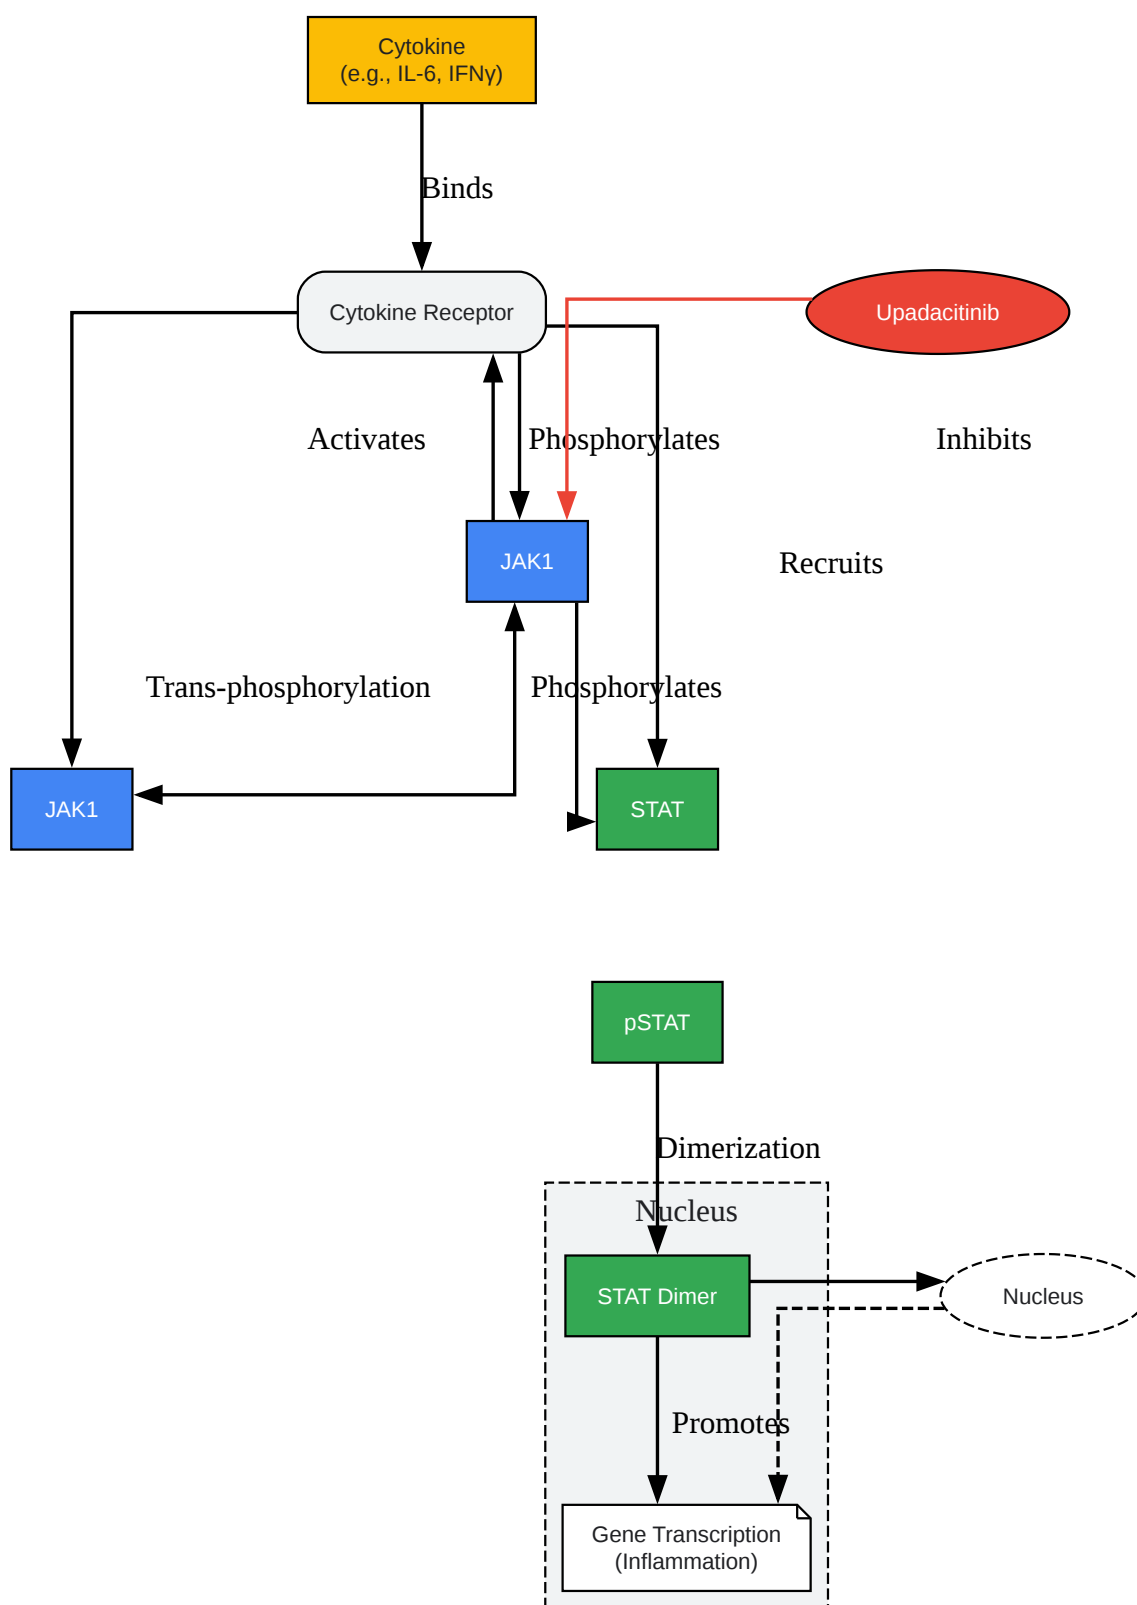 Cytokine
(e.g., IL-6, IFNγ)
Binds
Cytokine Receptor
Upadacitinib
Activates
Phosphorylates
Inhibits
JAK1
Recruits
Trans-phosphorylation
Phosphorylates
JAK1
STAT
pSTAT
Dimerization
Nucleus
STAT Dimer
Nucleus
Promotes
Gene Transcription
(Inflammation)